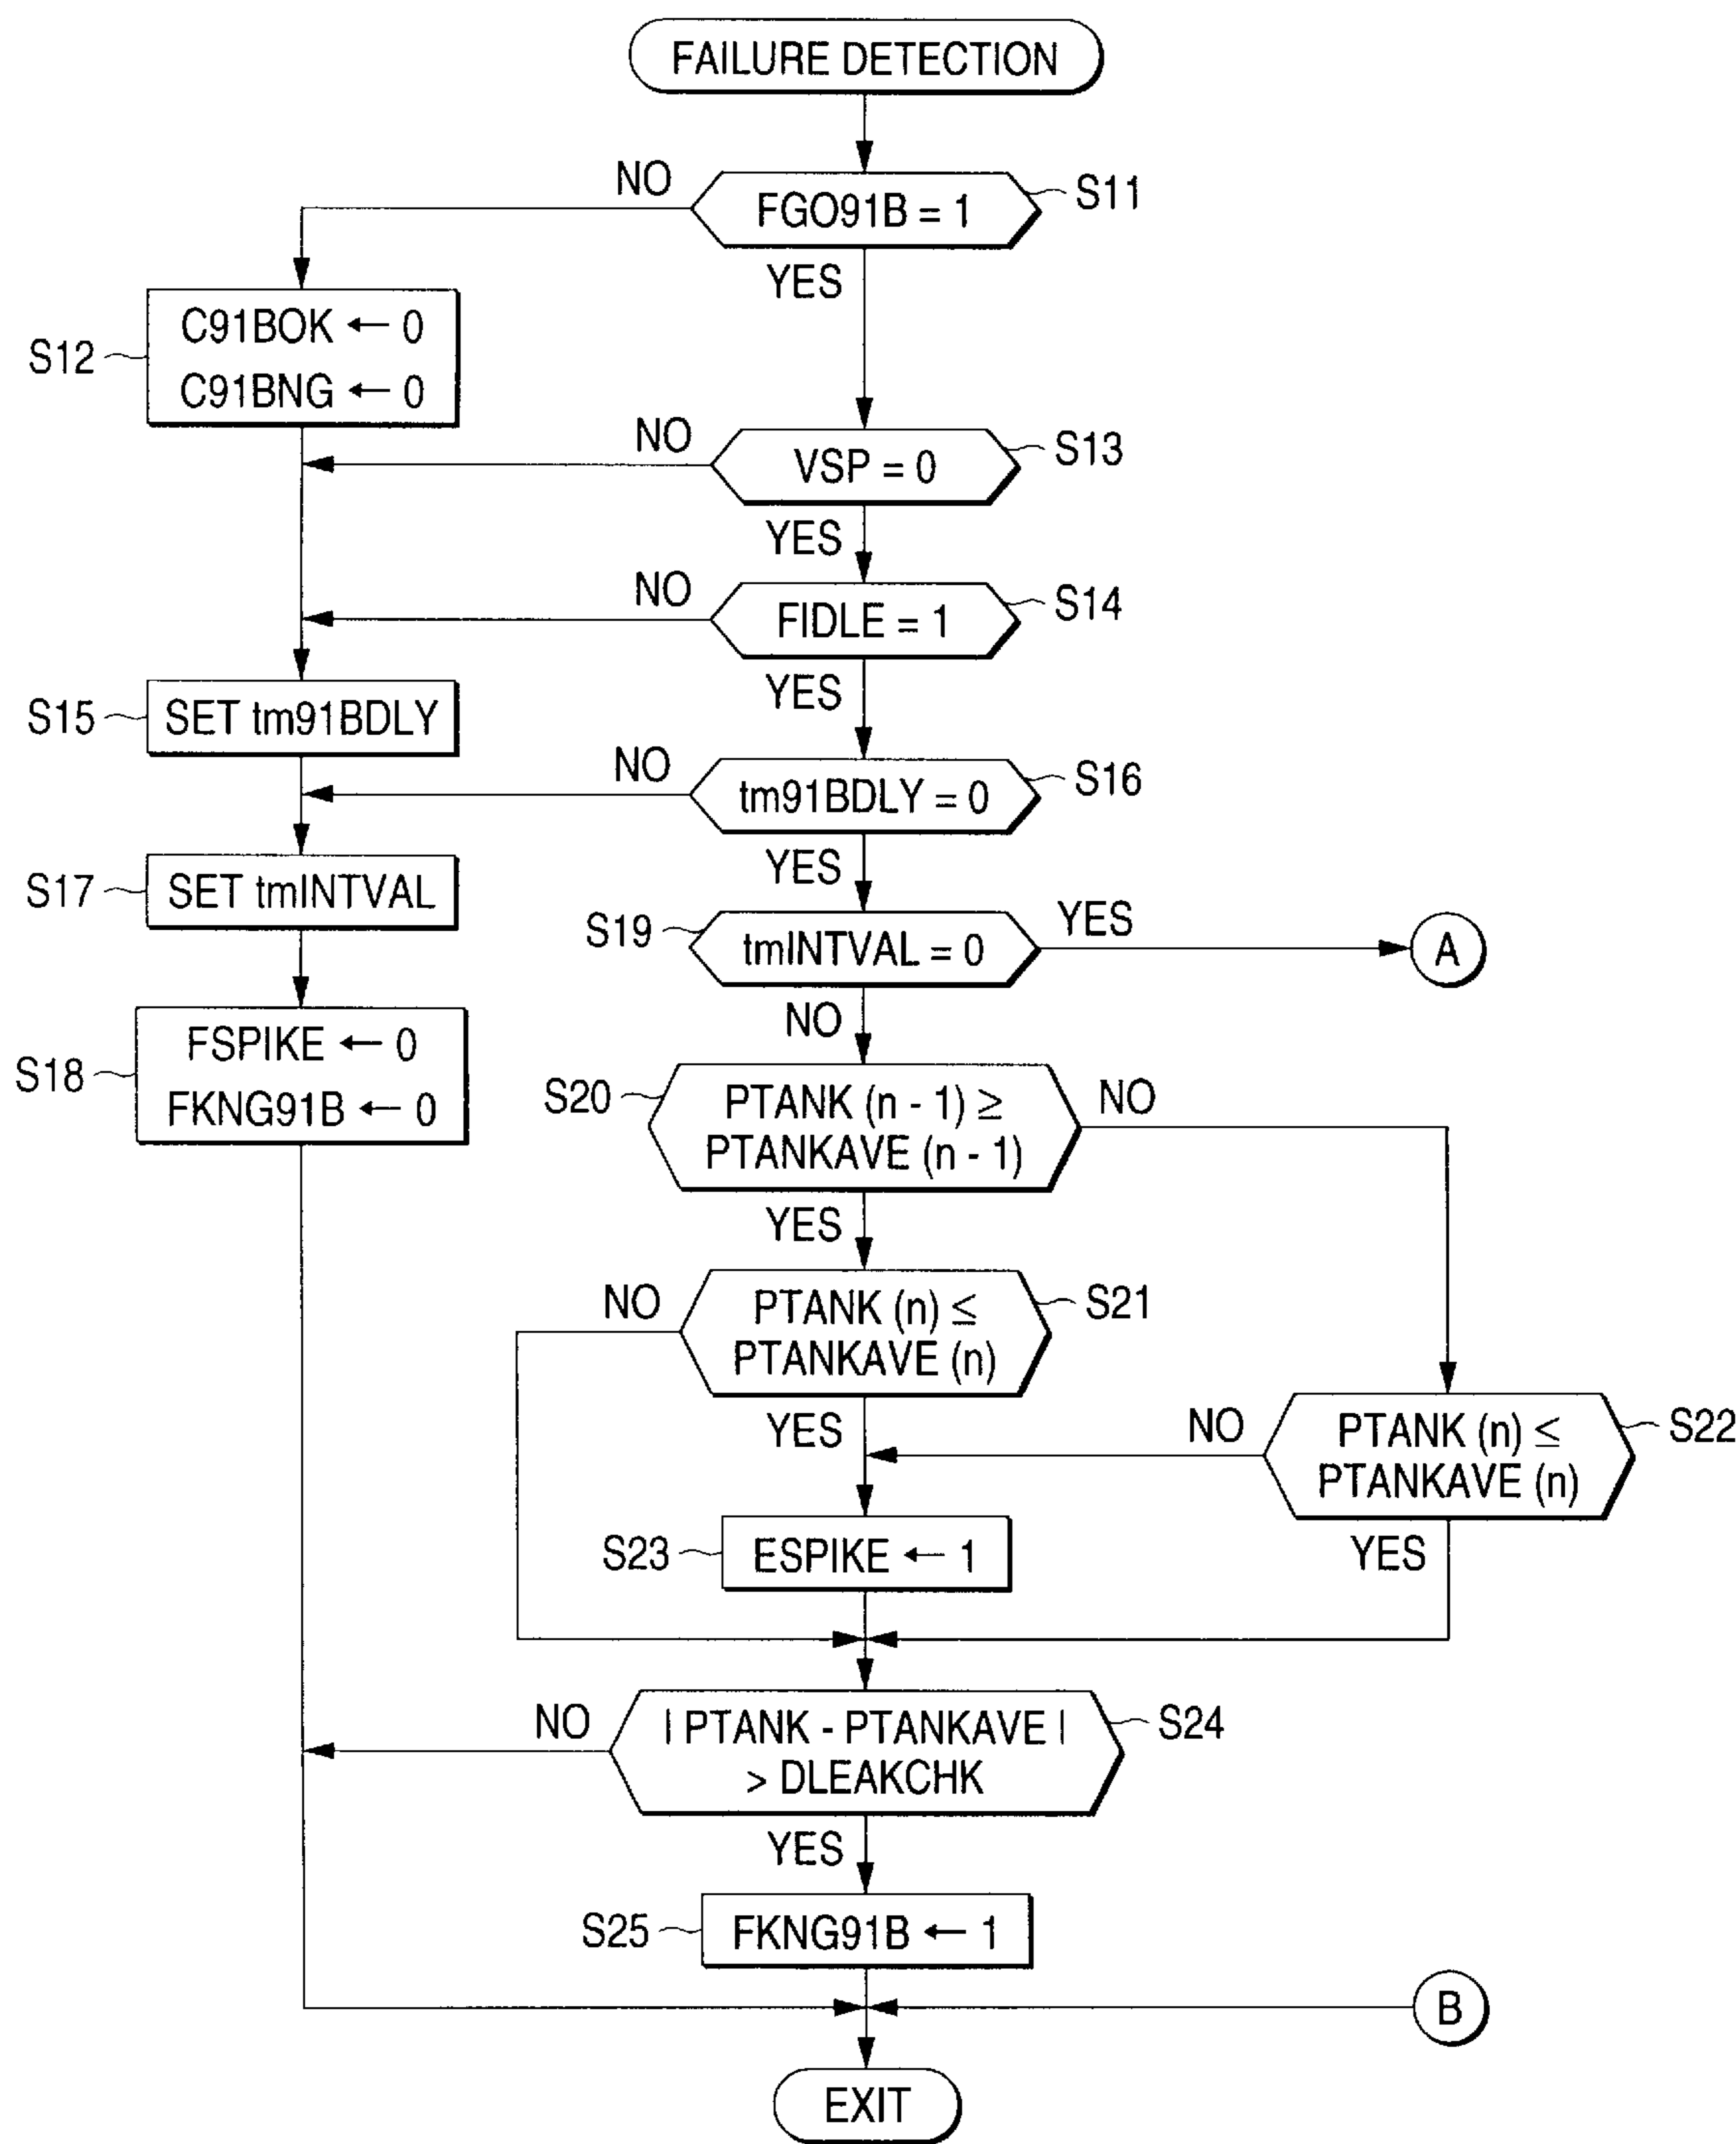 FAILURE DETECTION
NO
FGO91B = 1
S11
YES
S12
C91BOK ← 0
C91BNG ← 0
NO
VSP = 0
S13
YES
NO
FIDLE = 1
S14
S15
SET tm91BDLY
YES
NO
tm91BDLY = 0
S16
YES
S17
SET tmINTVAL
S19
tmINTVAL = 0
YES
A
NO
S18
FSPIKE ← 0
FKNG91B ← 0
S20
PTANK (n - 1) ≥
PTANKAVE (n - 1)
NO
YES
NO
PTANK (n) ≤
PTANKAVE (n)
S21
YES
NO
PTANK (n) ≤
PTANKAVE (n)
S22
S23
ESPIKE ← 1
YES
NO
| PTANK - PTANKAVE |
> DLEAKCHK
S24
YES
S25
FKNG91B ← 1
B
EXIT